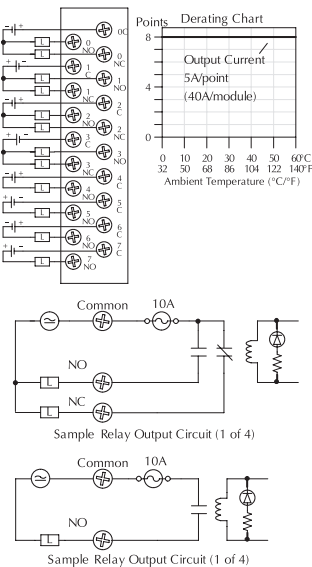 Points Derating Chart
8
4
0
Output Current
5A/point
(40A/module)
0 10 20 30 40 50 60°C
32 50 68 86 104 122 140°F
Ambient Temperature (°C/°F)
0C
L 0 NO
L 0 NC
1 C
L 1 NO
L 1 NC
2 C
L 2 NO
L 2 NC
3 C
L 3 NO
L 3 NC
4 C
L 4 NO
5 C
L 5 NO
6 C
L 6 NO
7 C
L 7 NO
Common 10A
NO
L
NC
L
Sample Relay Output Circuit (1 of 4)
Common 10A
NO
L
Sample Relay Output Circuit (1 of 4)